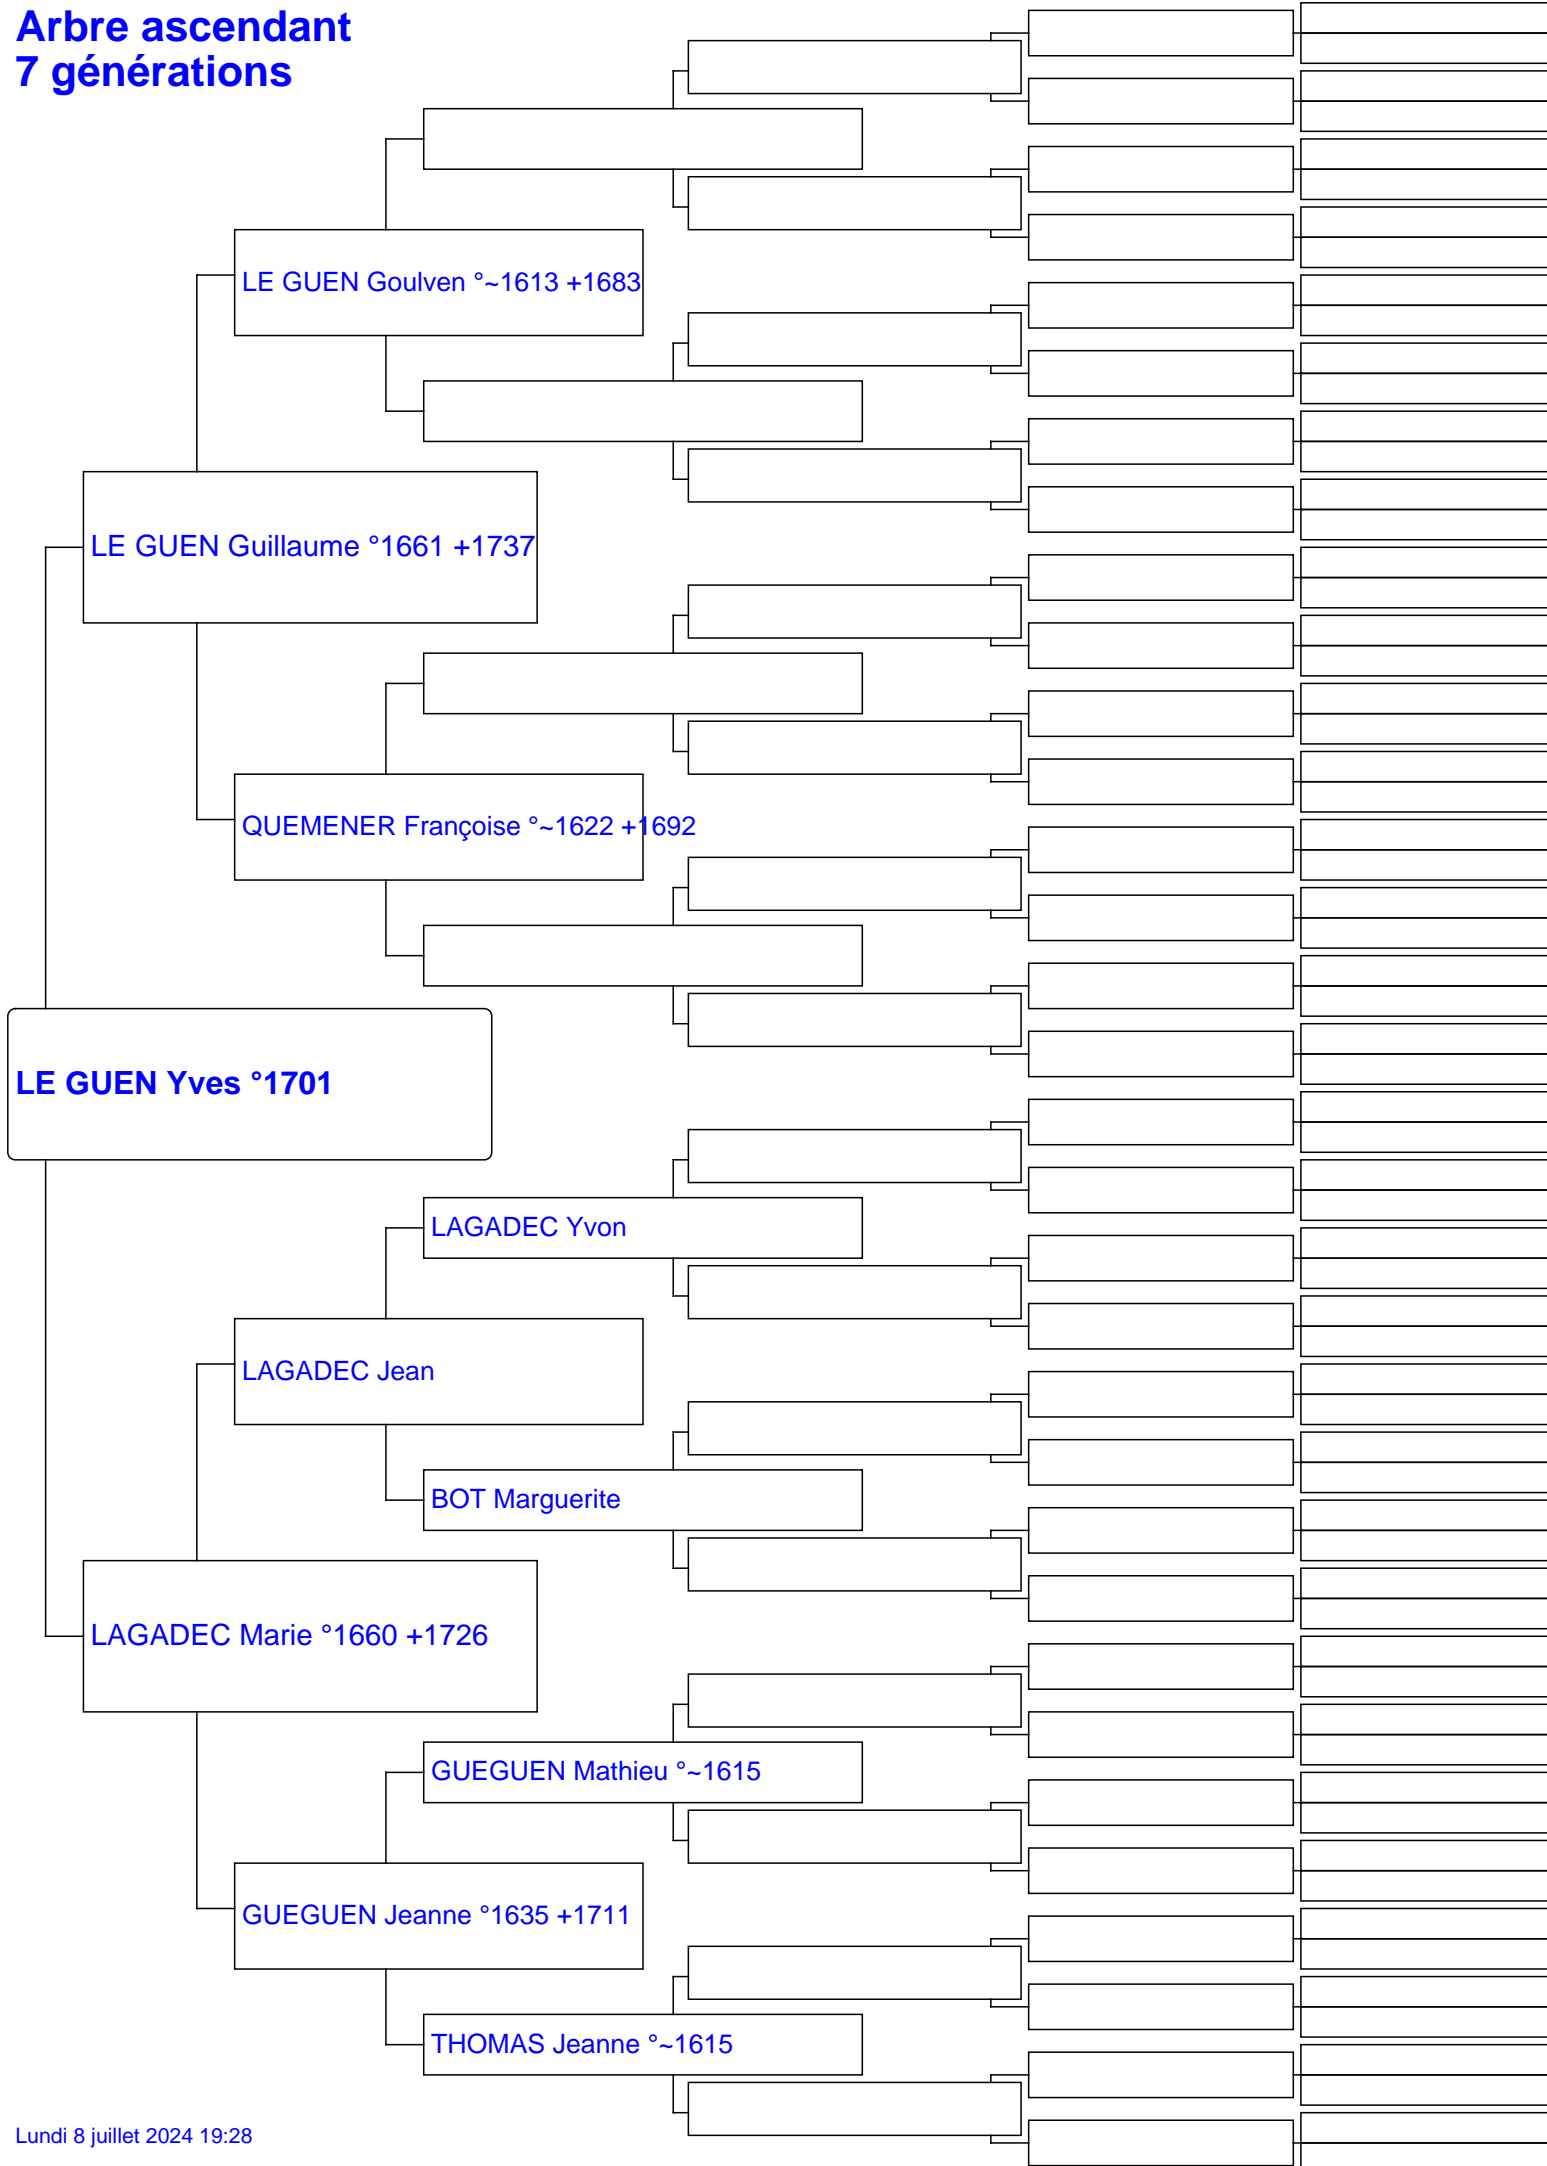 Arbre ascendant
7 générations
LE GUEN Goulven °~1613 +1683
LE GUEN Guillaume °1661 +1737
QUEMENER Françoise °~1622 +1692
LE GUEN Yves °1701
LAGADEC Yvon
LAGADEC Jean
BOT Marguerite
LAGADEC Marie °1660 +1726
GUEGUEN Mathieu °~1615
GUEGUEN Jeanne °1635 +1711
THOMAS Jeanne °~1615
Lundi 8 juillet 2024 19:28